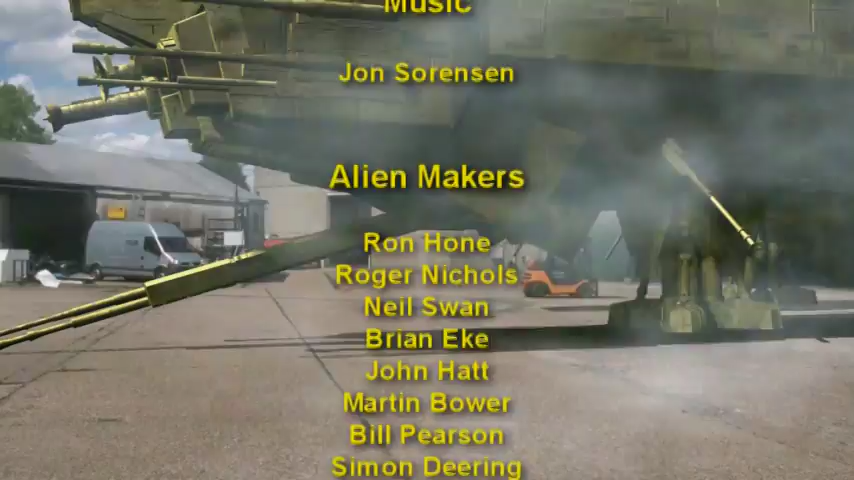 Music
Jon Sorensen
Alien Makers
Ron Hone
Roger Nichols
Neil Swan
Brian Eke
John Hatt
Martin Bower
Bill Pearson
Simon Deering